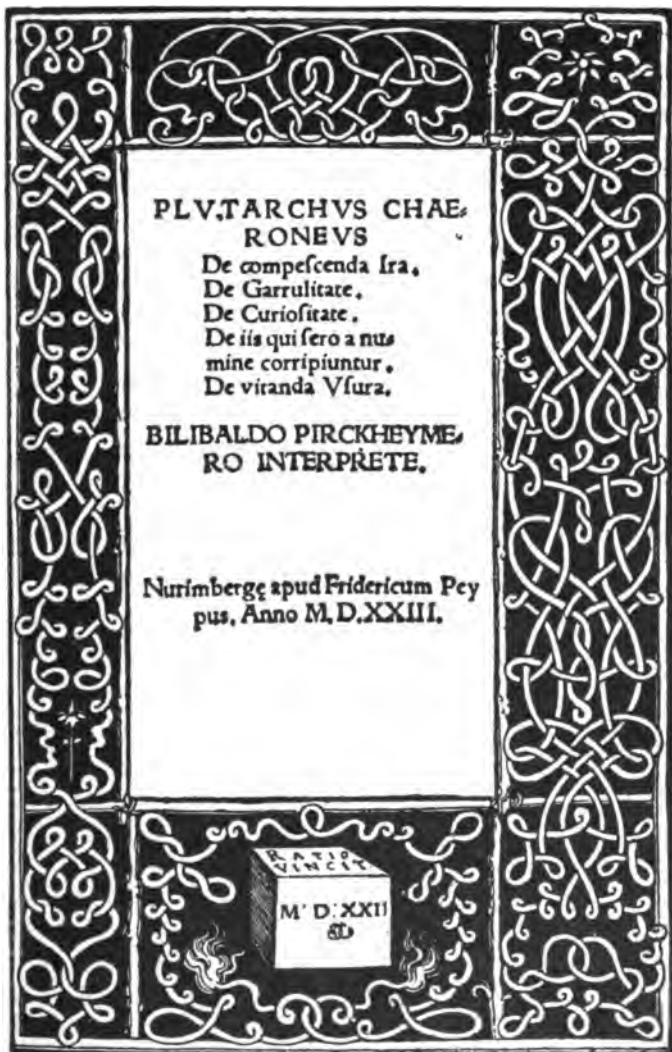 PLV,TARCHVS CHAE⸗
RONEVS
De compeſcenda Ira.
De Garrulitate.
De Curioſitate.
De iis qui ſero a nu⸗
mine corripiuntur.
De vitanda Vſura.
BILIBALDO PIRCKHEYME⸗
RO INTERPRETE.
Nurimbergę apud Fridericum Pey
pus. Anno M. D. XXIII.
RATIO
VINCIT
M' D: XXII